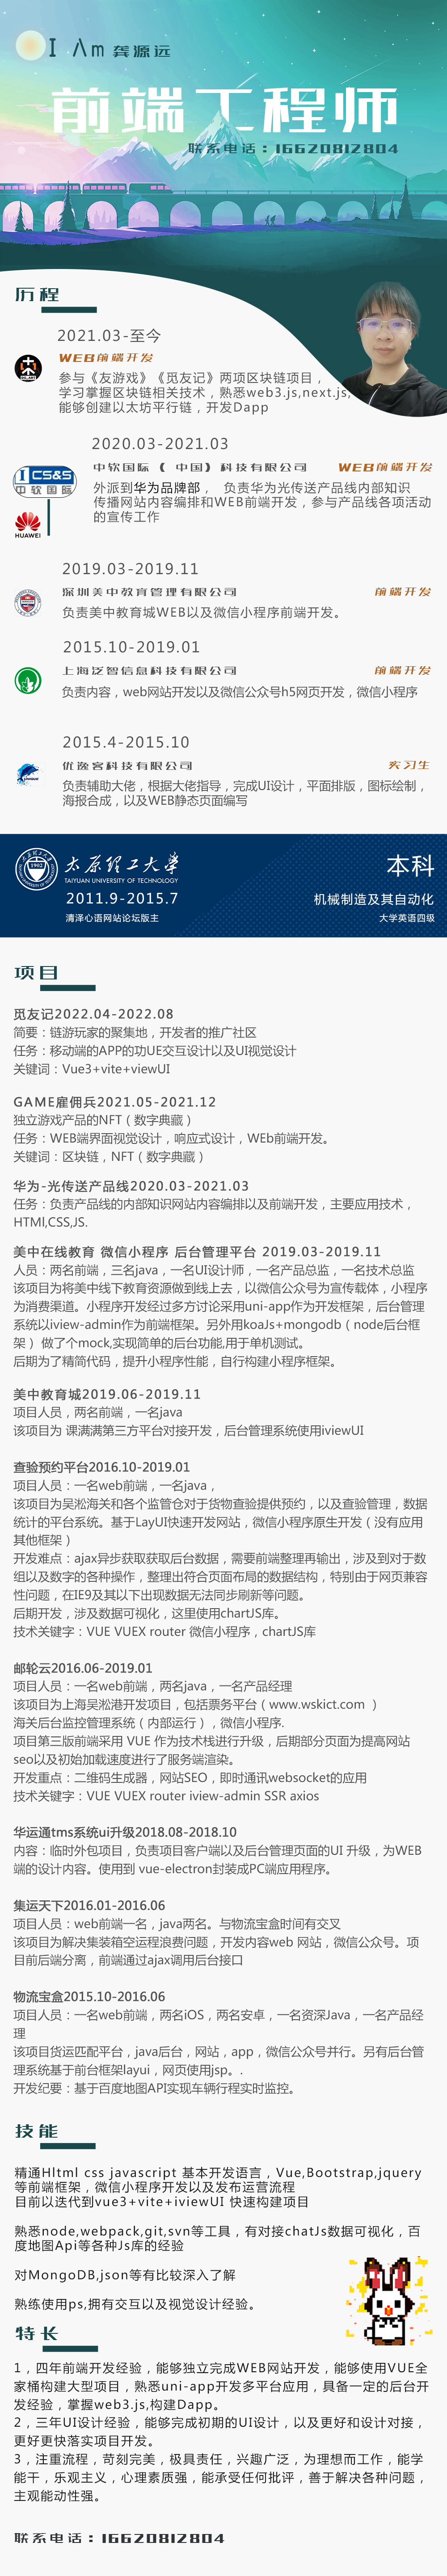 I Am 龚源远
前端工程师
联系电话：16620812804
历程
2021.03-至今
WEB前端开发
参与《友游戏》《觅友记》两项区块链项目，
学习掌握区块链相关技术，熟悉web3.js,next.js,
能够创建以太坊平行链，开发Dapp
2020.03-2021.03
中软国际（ 中国）科技有限公司 WEB前端开发
外派到华为品牌部， 负责华为光传送产品线内部知识
传播网站内容编排和WEB前端开发，参与产品线各项活动
的宣传工作
CS&S
中软国际
HUAWEI
2019.03-2019.11
深圳美中教育管理有限公司 前端开发
负责美中教育城WEB以及微信小程序前端开发。
2015.10-2019.01
上海泛智信息科技有限公司 前端开发
负责内容，web网站开发以及微信公众号h5网页开发，微信小程序
2015.4-2015.10
优逸客科技有限公司 实习生
负责辅助大佬，根据大佬指导，完成UI设计，平面排版，图标绘制，
海报合成，以及WEB静态页面编写
1902
太原理工大学 本科
TAIYUAN UNIVERSITY OF TECHNOLOGY
2011.9-2015.7 机械制造及其自动化
清泽心语网站论坛版主 大学英语四级
项目
觅友记2022.04-2022.08
简要：链游玩家的聚集地，开发者的推广社区
任务：移动端的APP的功UE交互设计以及UI视觉设计
关键词：Vue3+vite+viewUI
GAME雇佣兵2021.05-2021.12
独立游戏产品的NFT（数字典藏）
任务：WEB端界面视觉设计，响应式设计，WEb前端开发。
关键词：区块链，NFT（数字典藏）
华为-光传送产品线2020.03-2021.03
任务：负责产品线的内部知识网站内容编排以及前端开发，主要应用技术，
HTMl,CSS,JS.
美中在线教育 微信小程序 后台管理平台 2019.03-2019.11
人员：两名前端，三名java，一名UI设计师，一名产品总监，一名技术总监
该项目为将美中线下教育资源做到线上去，以微信公众号为宣传载体，小程序
为消费渠道。小程序开发经过多方讨论采用uni-app作为开发框架，后台管理
系统以iview-admin作为前端框架。另外用koaJs+mongodb（node后台框
架）做了个mock,实现简单的后台功能,用于单机测试。
后期为了精简代码，提升小程序性能，自行构建小程序框架。
美中教育城2019.06-2019.11
项目人员，两名前端，一名java
该项目为 课满满第三方平台对接开发，后台管理系统使用iviewUI
查验预约平台2016.10-2019.01
项目人员：一名web前端，一名java，
该项目为吴淞海关和各个监管仓对于货物查验提供预约，以及查验管理，数据
统计的平台系统。基于LayUI快速开发网站，微信小程序原生开发（没有应用
其他框架）
开发难点：ajax异步获取获取后台数据，需要前端整理再输出，涉及到对于数
组以及数字的各种操作，整理出符合页面布局的数据结构，特别由于网页兼容
性问题，在IE9及其以下出现数据无法同步刷新等问题。
后期开发，涉及数据可视化，这里使用chartJS库。
技术关键字：VUE VUEX router 微信小程序，chartJS库
邮轮云2016.06-2019.01
项目人员：一名web前端，两名java，一名产品经理
该项目为上海吴淞港开发项目，包括票务平台（www.wskict.com ）
海关后台监控管理系统（内部运行），微信小程序.
项目第三版前端采用 VUE 作为技术栈进行升级，后期部分页面为提高网站
seo以及初始加载速度进行了服务端渲染。
开发重点：二维码生成器，网站SEO，即时通讯websocket的应用
技术关键字：VUE VUEX router iview-admin SSR axios
华运通tms系统ui升级2018.08-2018.10
内容：临时外包项目，负责项目客户端以及后台管理页面的UI 升级，为WEB
端的设计内容。使用到 vue-electron封装成PC端应用程序。
集运天下2016.01-2016.06
项目人员：web前端一名，java两名。与物流宝盒时间有交叉
该项目为解决集装箱空运程浪费问题，开发内容web 网站，微信公众号。项
目前后端分离，前端通过ajax调用后台接口
物流宝盒2015.10-2016.06
项目人员：一名web前端，两名iOS，两名安卓，一名资深Java，一名产品经
理
该项目货运匹配平台，java后台，网站，app，微信公众号并行。另有后台管
理系统基于前台框架layui，网页使用jsp。.
开发纪要：基于百度地图API实现车辆行程实时监控。
技能
精通Hltml css javascript 基本开发语言，Vue,Bootstrap,jquery
等前端框架，微信小程序开发以及发布运营流程
目前以迭代到vue3+vite+iviewUI 快速构建项目
熟悉node,webpack,git,svn等工具，有对接chatJs数据可视化，百
度地图Api等各种Js库的经验
对MongoDB,json等有比较深入了解
熟练使用ps,拥有交互以及视觉设计经验。
特长
1，四年前端开发经验，能够独立完成WEB网站开发，能够使用VUE全
家桶构建大型项目，熟悉uni-app开发多平台应用，具备一定的后台开
发经验，掌握web3.js,构建Dapp。
2，三年UI设计经验，能够完成初期的UI设计，以及更好和设计对接，
更好更快落实项目开发。
3，注重流程，苛刻完美，极具责任，兴趣广泛，为理想而工作，能学
能干，乐观主义，心理素质强，能承受任何批评，善于解决各种问题，
主观能动性强。
联系电话：16620812804